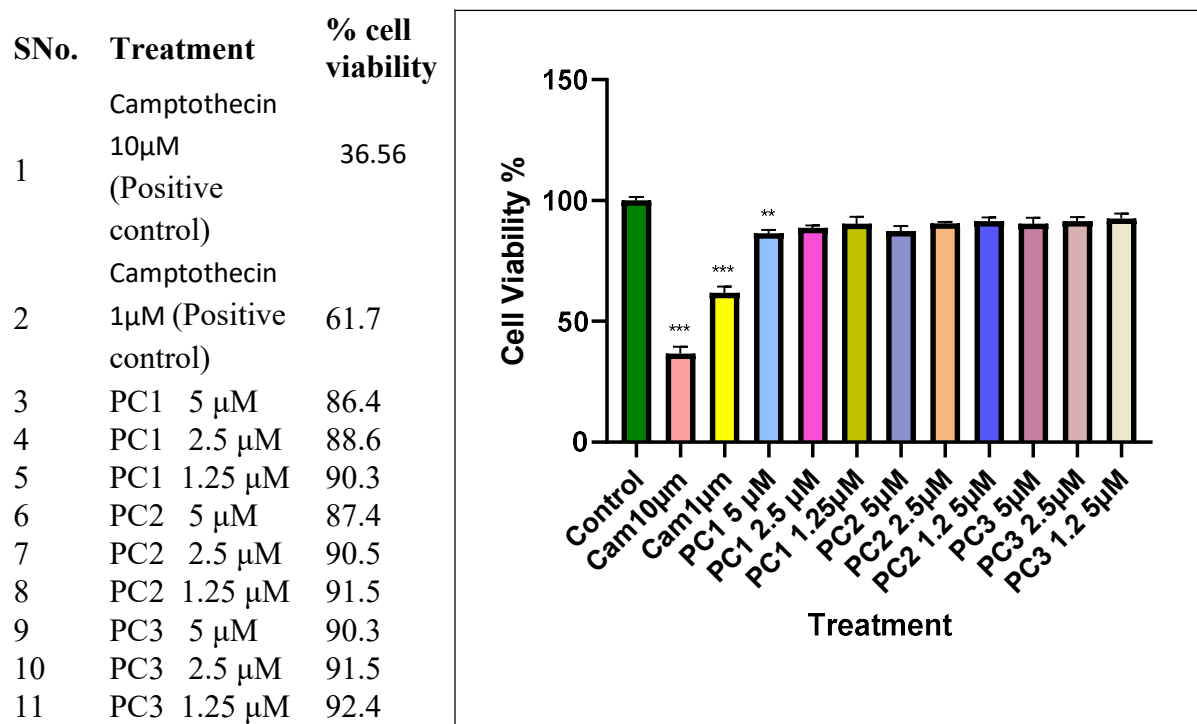 SNo. Treatment % cell
viability
Camptothecin
10µM
1 (Positive 36.56
control)
Camptothecin
2 1µM (Positive 61.7
control)
3 PC1 5 µM 86.4
4 PC1 2.5 µM 88.6
5 PC1 1.25 µM 90.3
6 PC2 5 µM 87.4
7 PC2 2.5 µM 90.5
8 PC2 1.25 µM 91.5
9 PC3 5 µM 90.3
10 PC3 2.5 µM 91.5
11 PC3 1.25 µM 92.4
Cell Viability %
150
100
50
0
***
***
**
Control
Cam10µm
Cam1µm
PC1 5 µM
PC1 2.5 µM
PC1 1.25µM
PC2 5µM
PC2 2.5µM
PC2 1.2 5µM
PC3 5µM
PC3 2.5µM
PC3 1.2 5µM
Treatment